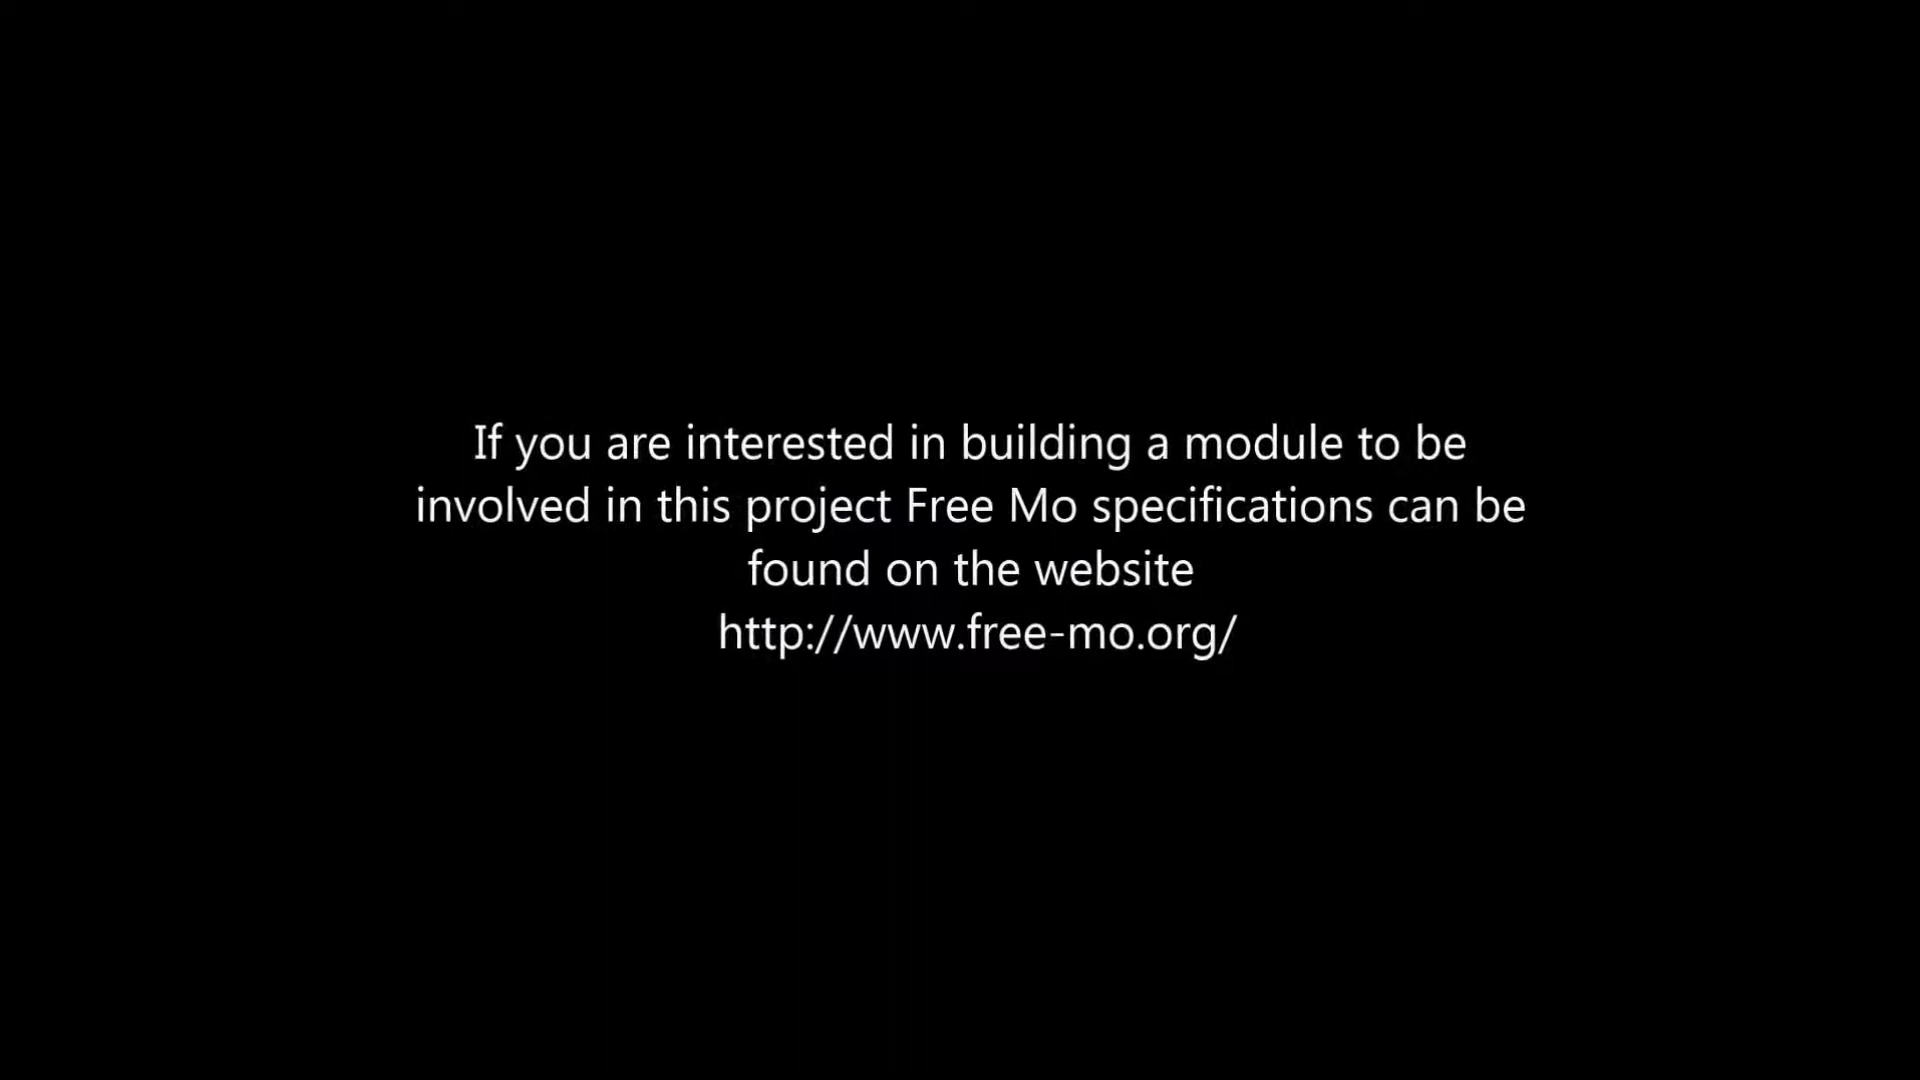 If you are interested in building a module to be
involved in this project Free Mo specifications can be
found on the website
http://www.free-mo.org/